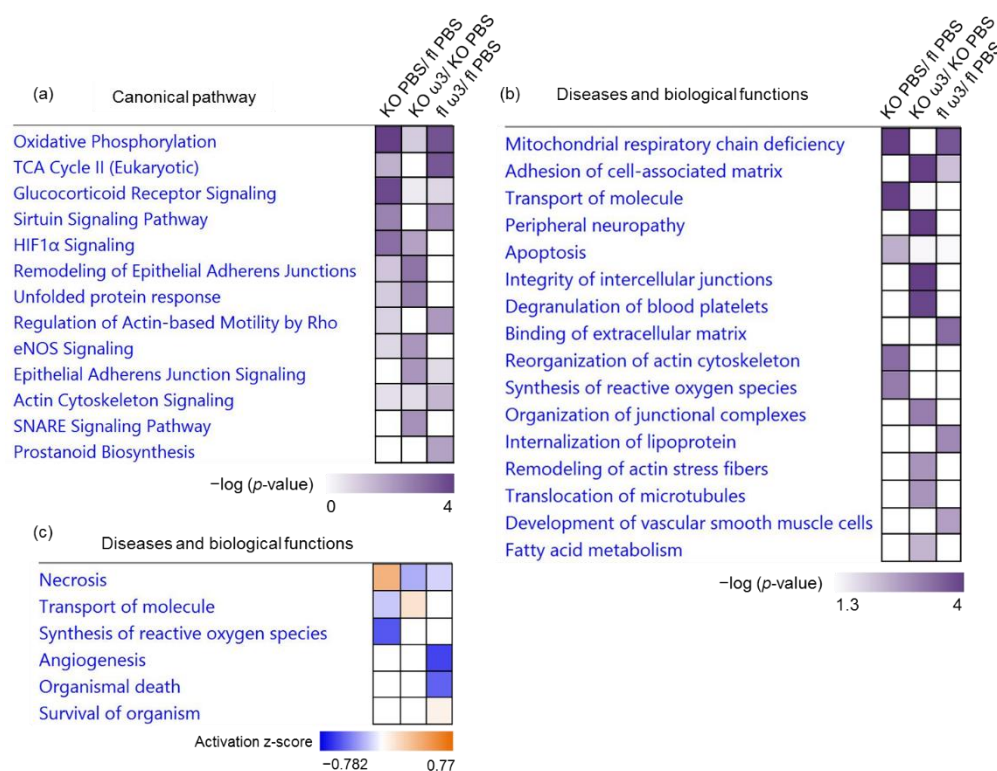 (a) Canonical pathway
KO PBS/ fl PBS
KO ω3/ KO PBS
fl ω3/ fl PBS
Oxidative Phosphorylation
TCA Cycle II (Eukaryotic)
Glucocorticoid Receptor Signaling
Sirtuin Signaling Pathway
HIF1α Signaling
Remodeling of Epithelial Adherens Junctions
Unfolded protein response
Regulation of Actin-based Motility by Rho
eNOS Signaling
Epithelial Adherens Junction Signaling
Actin Cytoskeleton Signaling
SNARE Signaling Pathway
Prostanoid Biosynthesis
−log (p-value)
0 4
(b) Diseases and biological functions
KO PBS/ fl PBS
KO ω3/ KO PBS
fl ω3/ fl PBS
Mitochondrial respiratory chain deficiency
Adhesion of cell-associated matrix
Transport of molecule
Peripheral neuropathy
Apoptosis
Integrity of intercellular junctions
Degranulation of blood platelets
Binding of extracellular matrix
Reorganization of actin cytoskeleton
Synthesis of reactive oxygen species
Organization of junctional complexes
Internalization of lipoprotein
Remodeling of actin stress fibers
Translocation of microtubules
Development of vascular smooth muscle cells
Fatty acid metabolism
−log (p-value)
1.3 4
(c)
Diseases and biological functions
Necrosis
Transport of molecule
Synthesis of reactive oxygen species
Angiogenesis
Organismal death
Survival of organism
Activation z-score
−0.782 0.77